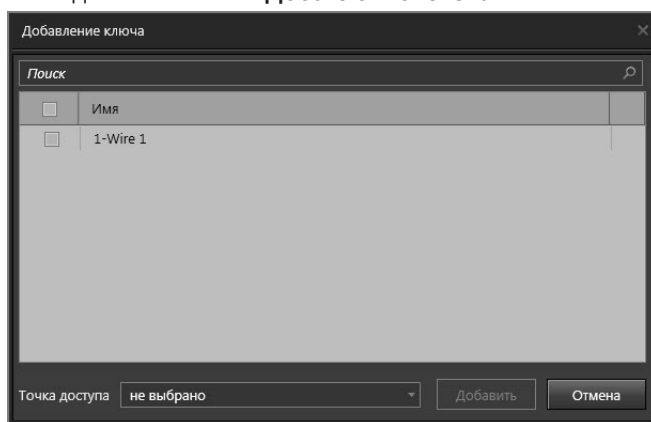 Добавление ключа
Поиск
Имя
1-Wire 1
Точка доступа не выбрано Добавить Отмена